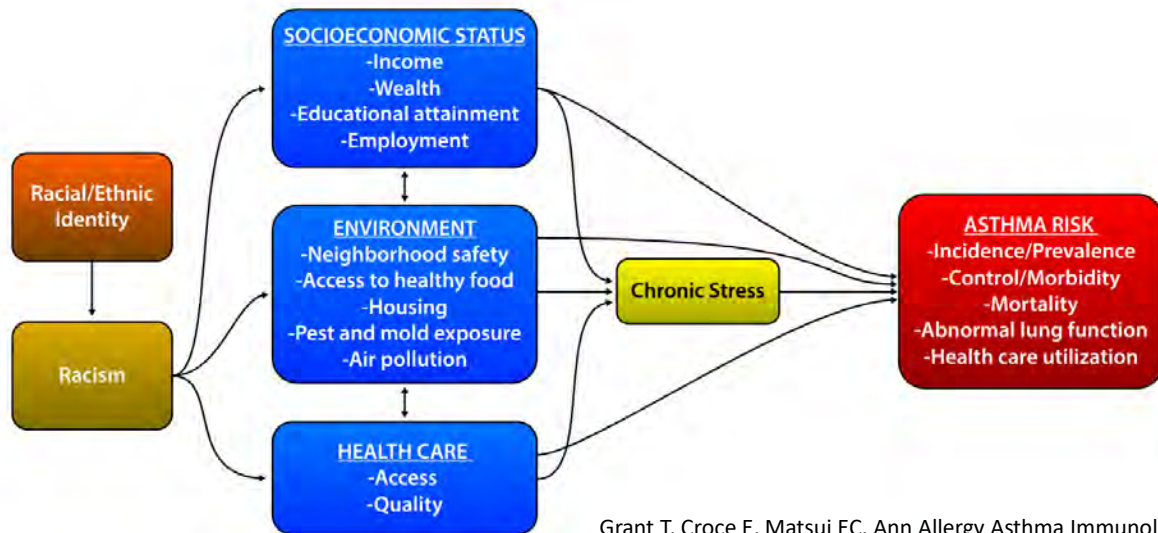 SOCIOECONOMIC STATUS
-Income
-Wealth
-Educational attainment
-Employment
Racial/Ethnic
Identity
Racism
ENVIRONMENT
-Neighborhood safety
-Access to healthy food
-Housing
-Pest and mold exposure
-Air pollution
HEALTH CARE
-Access
-Quality
Chronic Stress
ASTHMA RISK
-Incidence/Prevalence
-Control/Morbidity
-Mortality
-Abnormal lung function
-Health care utilization
Grant T, Croce E, Matsui EC. Ann Allergy Asthma Immunol